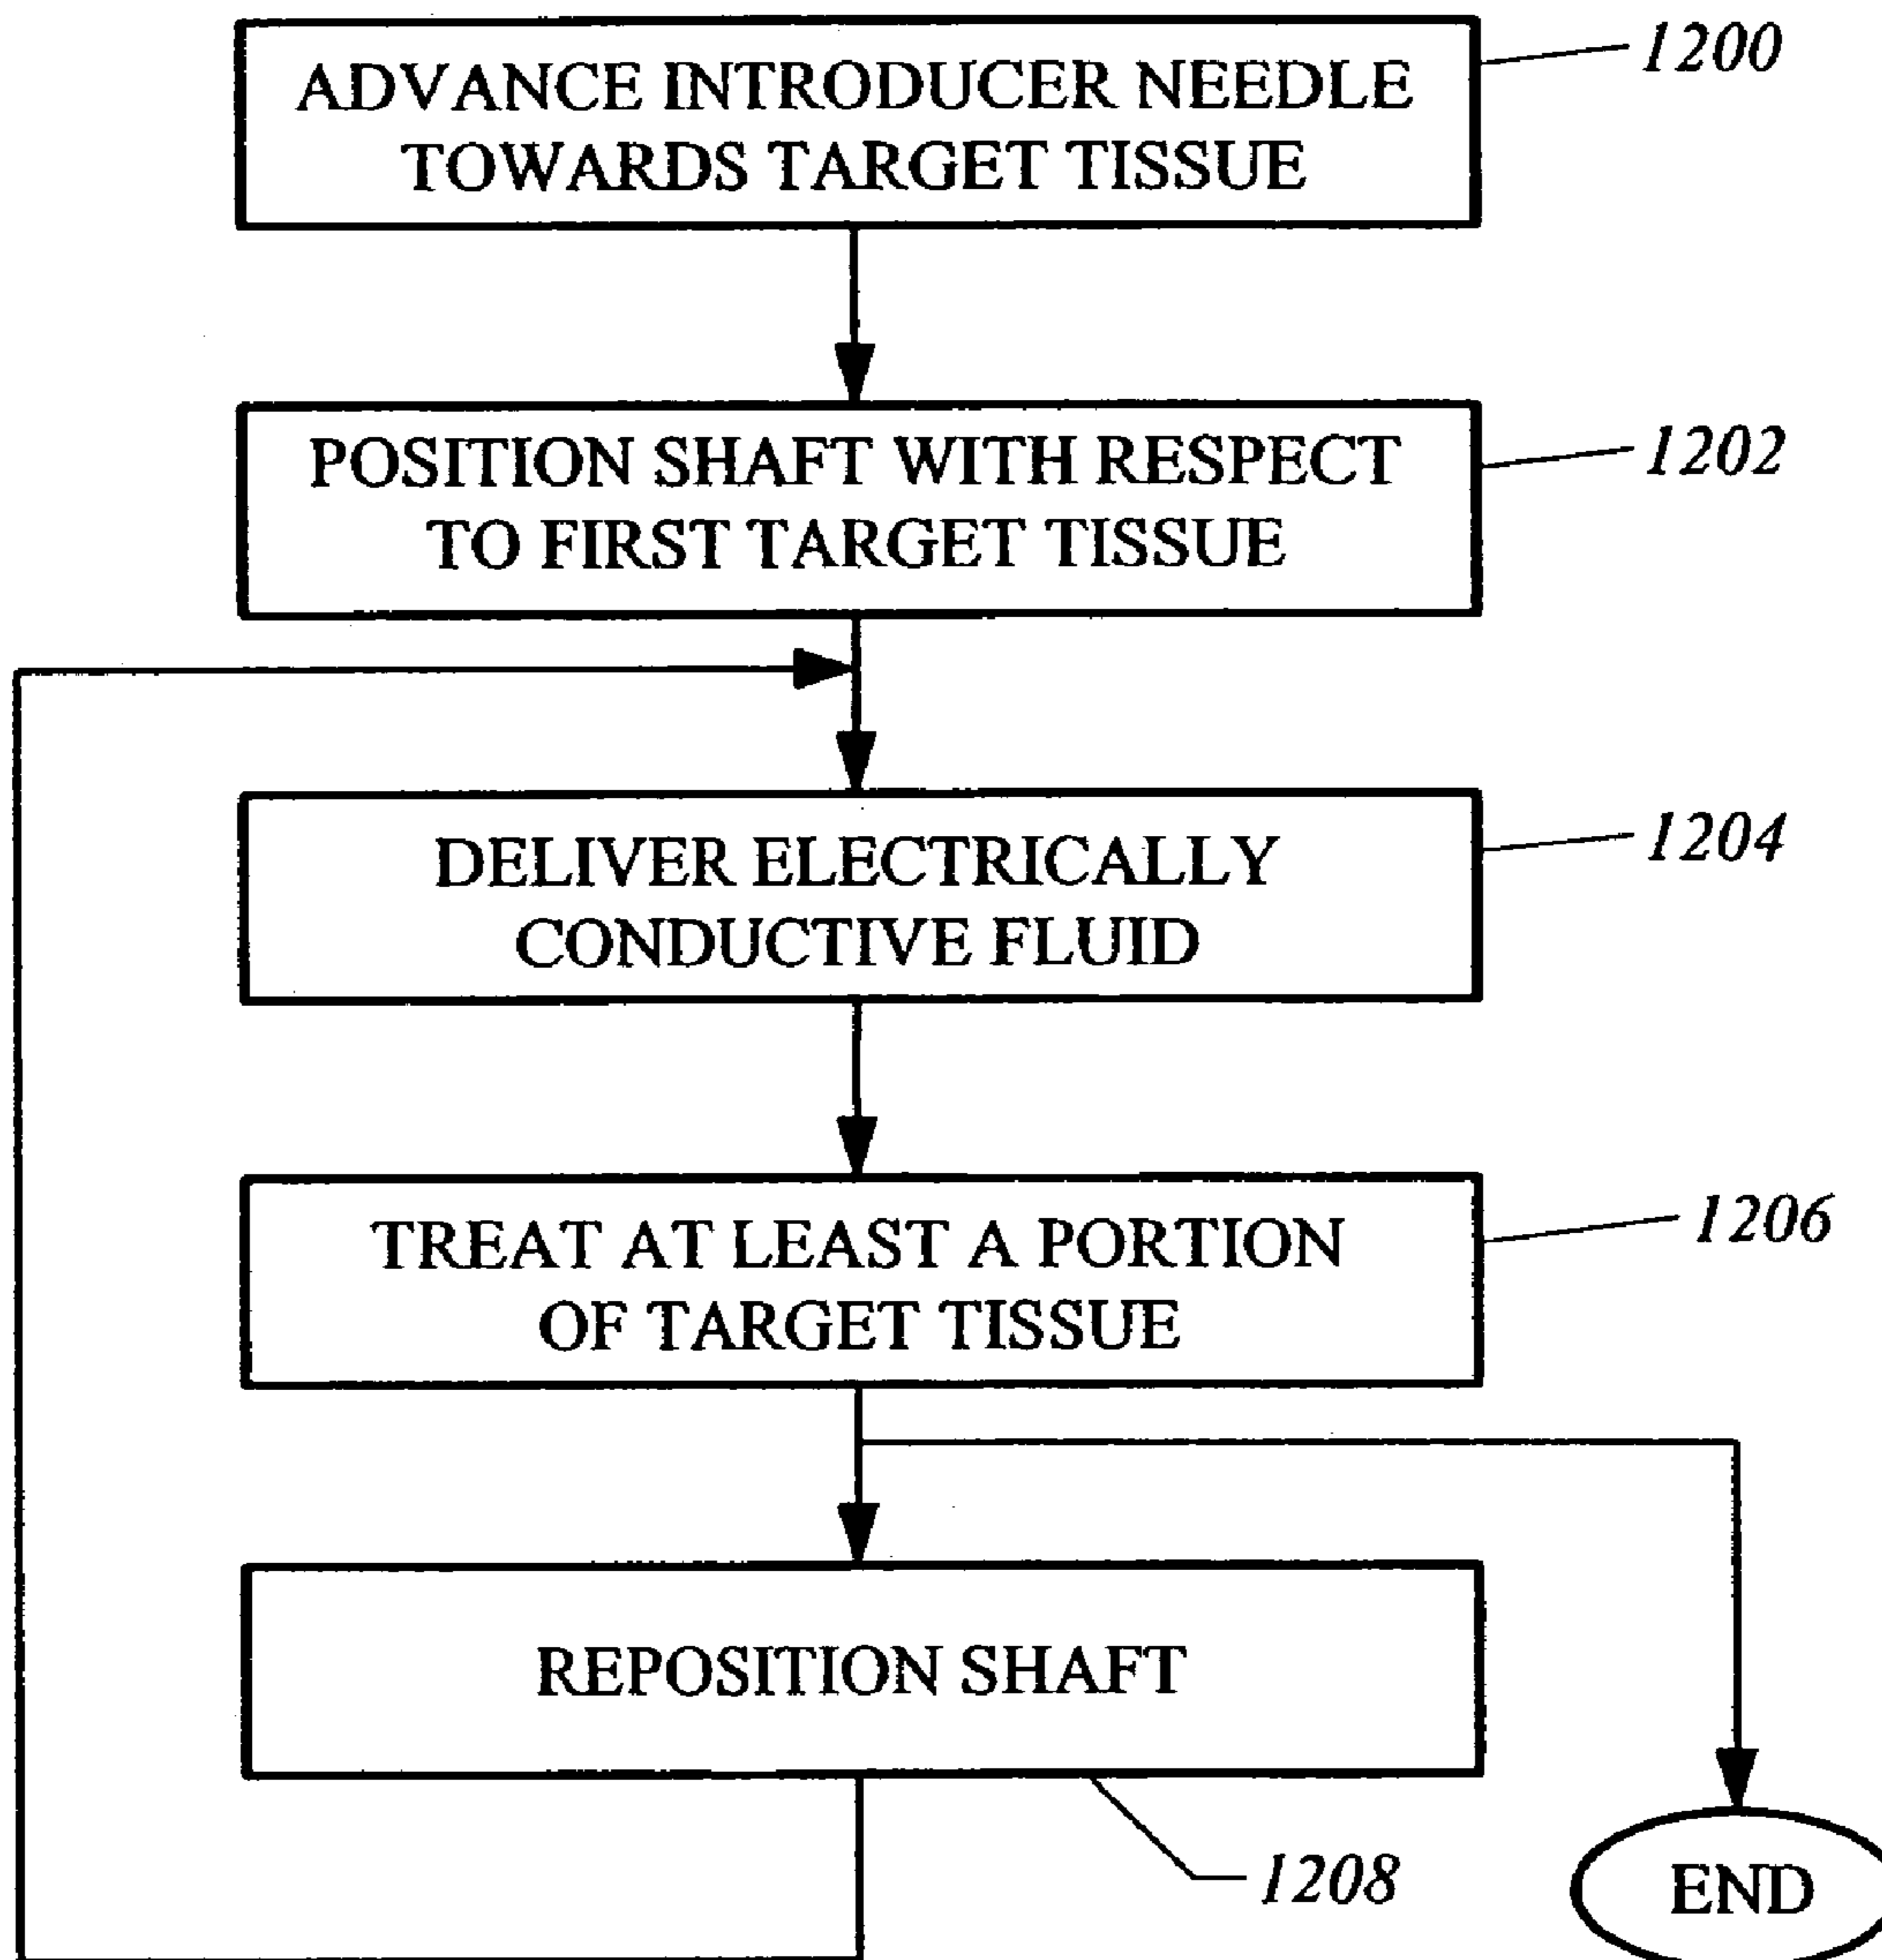 ADVANCE INTRODUCER NEEDLE
TOWARDS TARGET TISSUE
1200
POSITION SHAFT WITH RESPECT
TO FIRST TARGET TISSUE
1202
DELIVER ELECTRICALLY
CONDUCTIVE FLUID
1204
TREAT AT LEAST A PORTION
OF TARGET TISSUE
1206
REPOSITION SHAFT
1208
END